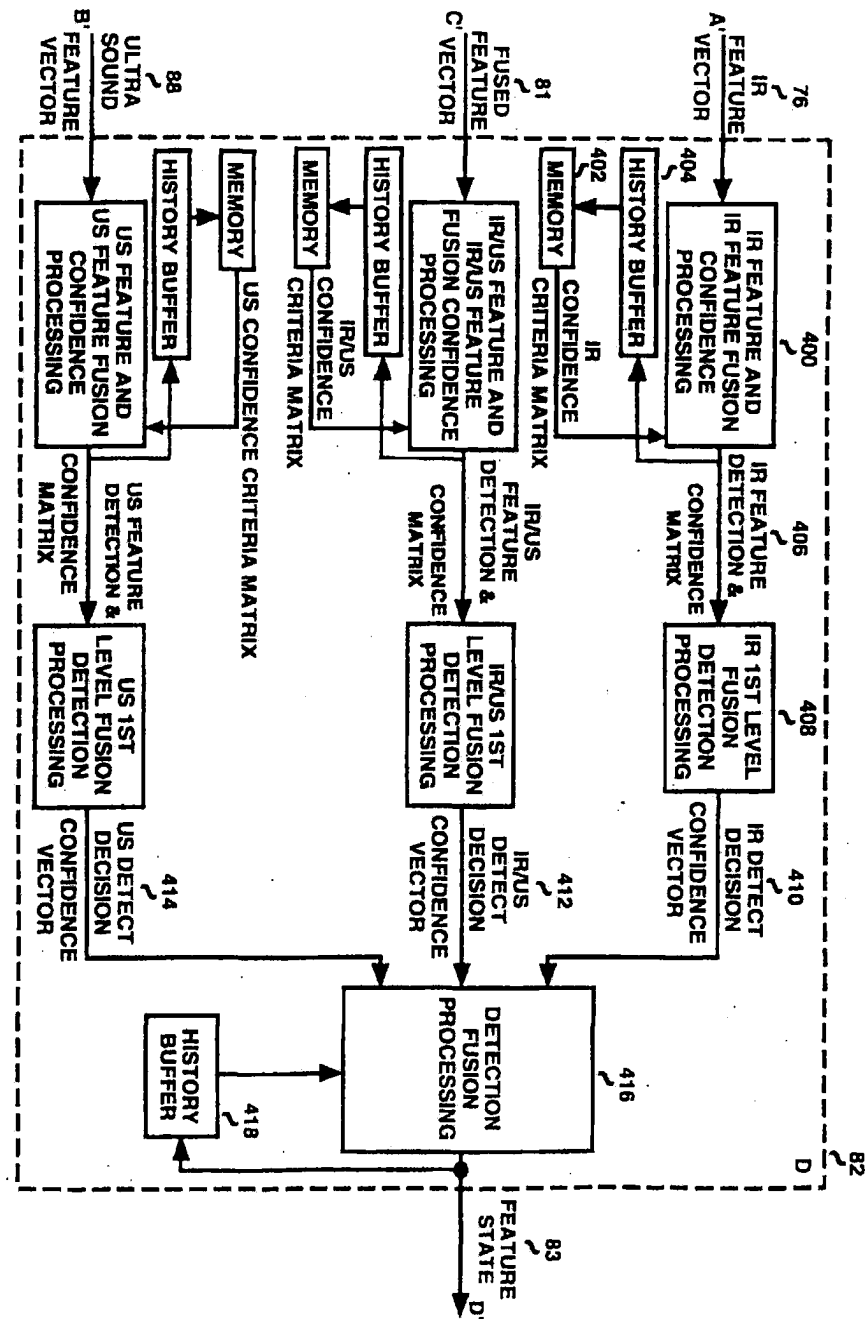 82
D
76
IR
FEATURE
VECTOR
A'
400
IR FEATURE AND
IR FEATURE FUSION
CONFIDENCE
PROCESSING
404
HISTORY BUFFER
402
MEMORY
IR
CONFIDENCE
CRITERIA MATRIX
406
IR FEATURE
DETECTION &
CONFIDENCE
MATRIX
408
IR 1ST LEVEL
FUSION
DETECTION
PROCESSING
410
IR DETECT
DECISION
CONFIDENCE
VECTOR
81
FUSED
FEATURE
VECTOR
C'
IR/US FEATURE AND
IR/US FEATURE
FUSION CONFIDENCE
PROCESSING
HISTORY BUFFER
MEMORY
IR/US
CONFIDENCE
CRITERIA MATRIX
IR/US
FEATURE
DETECTION &
CONFIDENCE
MATRIX
IR/US 1ST
LEVEL FUSION
DETECTION
PROCESSING
412
IR/US
DETECT
DECISION
CONFIDENCE
VECTOR
88
ULTRA
SOUND
FEATURE
VECTOR
B'
MEMORY
HISTORY BUFFER
US CONFIDENCE CRITERIA MATRIX
US FEATURE AND
US FEATURE FUSION
CONFIDENCE
PROCESSING
US FEATURE
DETECTION &
CONFIDENCE
MATRIX
US 1ST
LEVEL FUSION
DETECTION
PROCESSING
414
US DETECT
DECISION
CONFIDENCE
VECTOR
416
DETECTION
FUSION
PROCESSING
HISTORY
BUFFER
418
83
FEATURE
STATE
D'